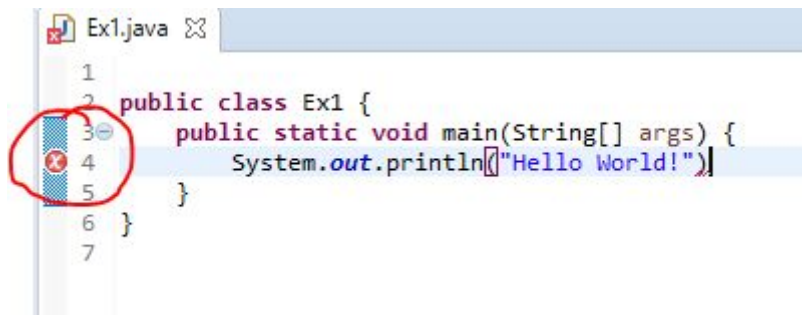 Ex1.java
1
2 public class Ex1 {
3 public static void main(String[] args) {
4 System.out.println("Hello World!")
5 }
6 }
7